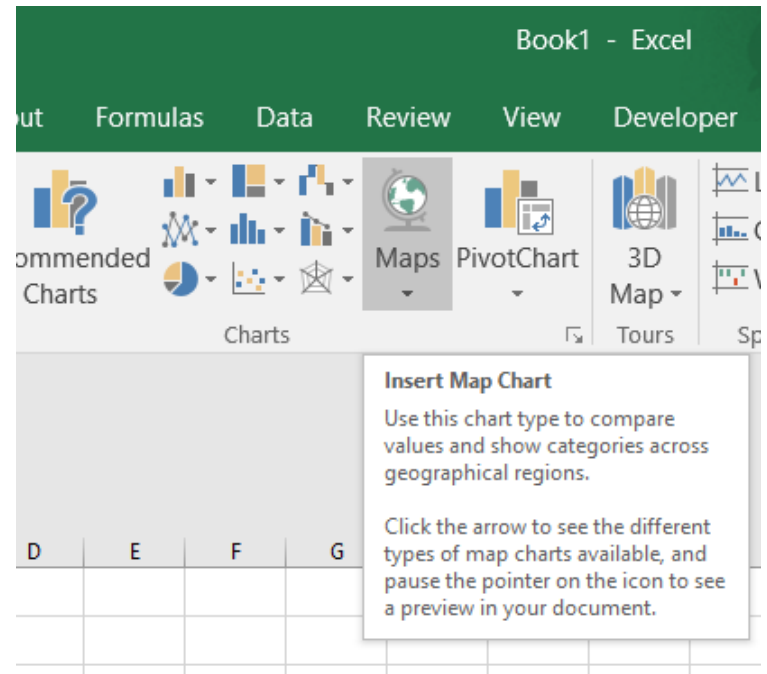 Book1 - Excel
out Formulas Data Review View Developer
ommended
Charts
Maps
PivotChart
3D
Map
Charts
Tours
Sp
Insert Map Chart
Use this chart type to compare
values and show categories across
geographical regions.
Click the arrow to see the different
types of map charts available, and
pause the pointer on the icon to see
a preview in your document.
D E F G